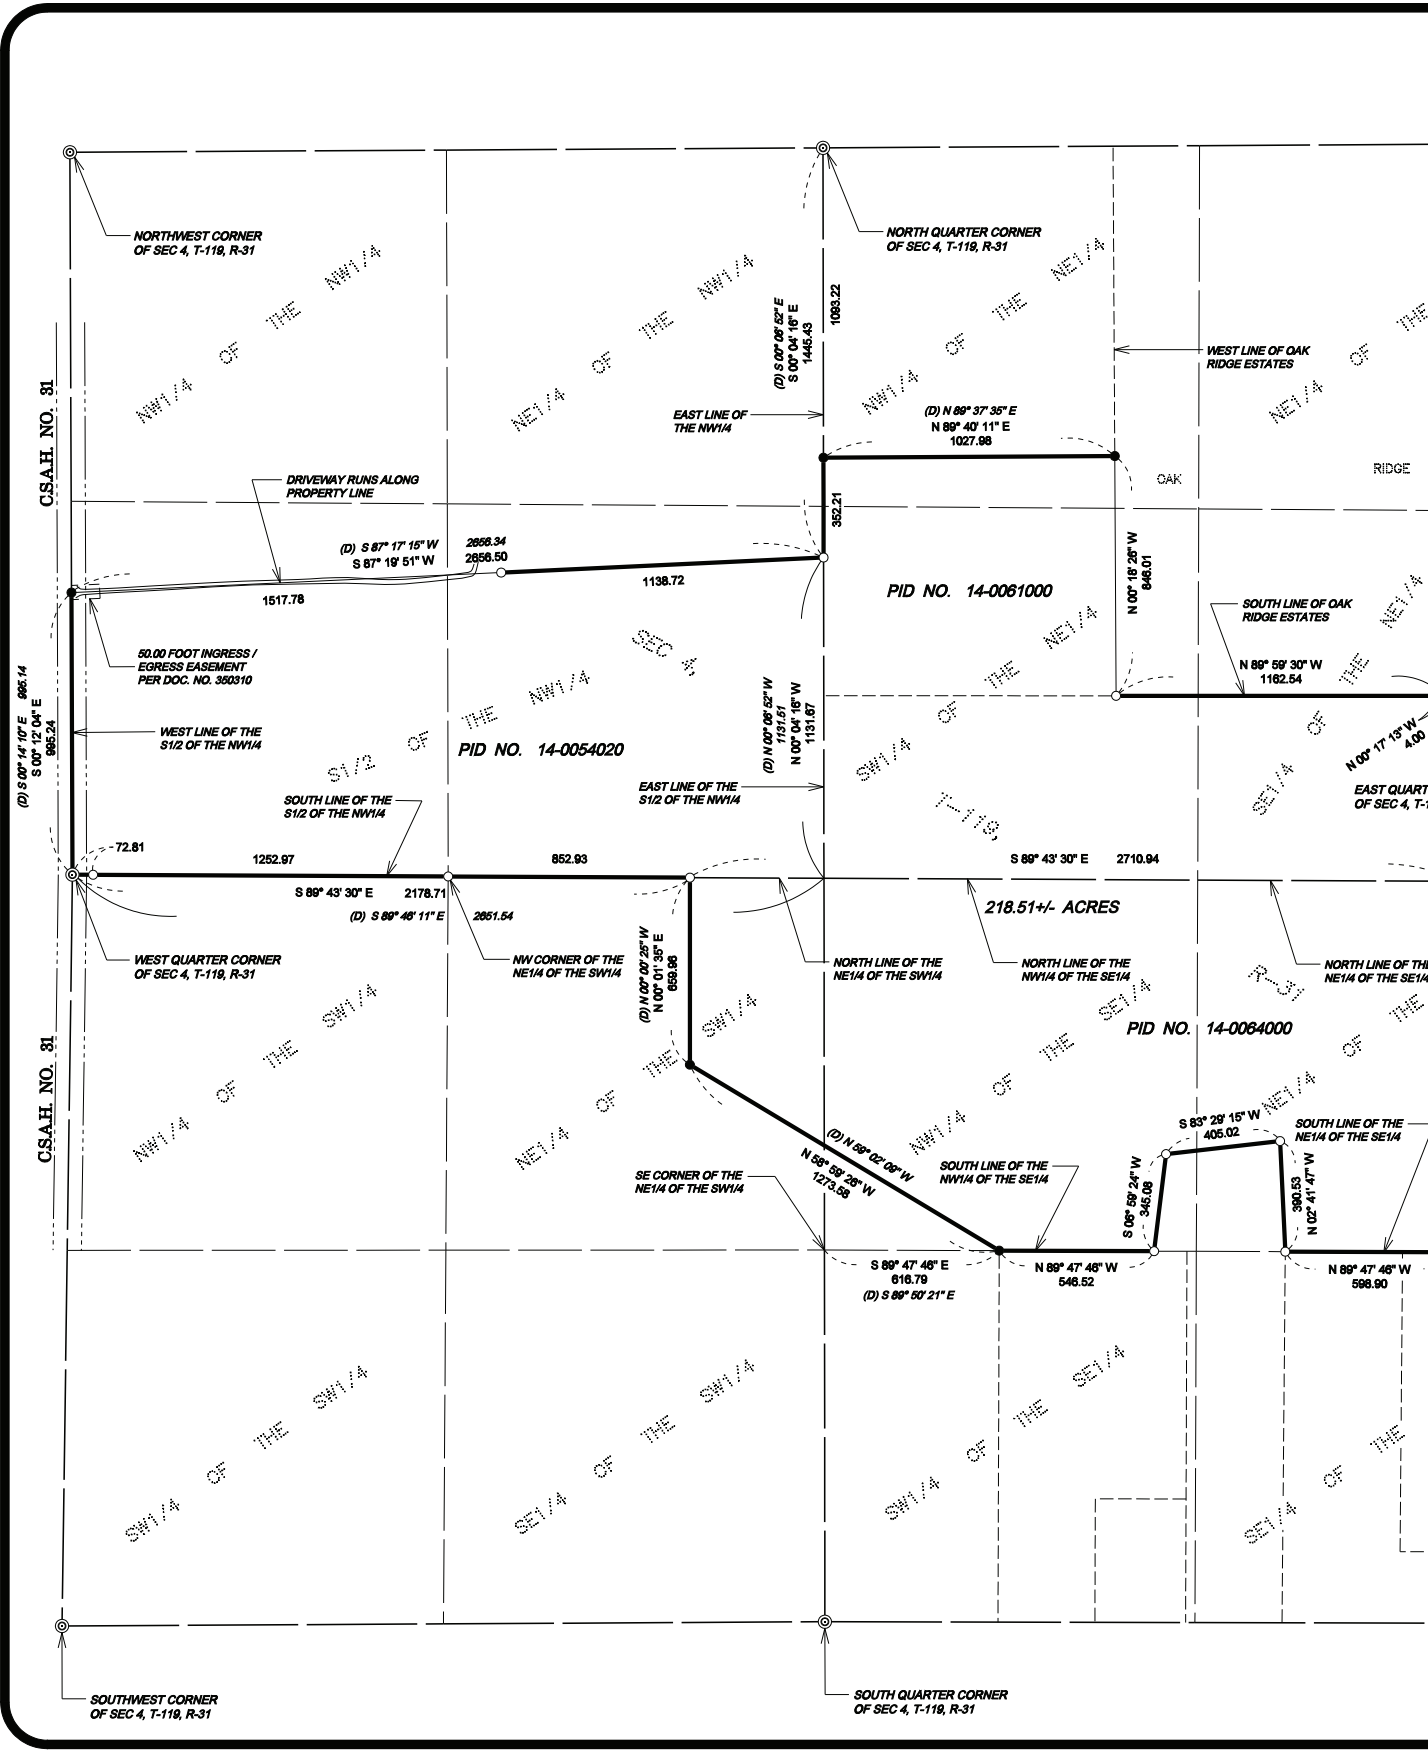 NORTHWEST CORNER
OF SEC 4, T-119, R-31
NORTH QUARTER CORNER
OF SEC 4, T-119, R-31
NW1/4 OF THE NW1/4
NE1/4 OF THE NW1/4
NW1/4 OF THE NE1/4
NE1/4 OF THE
C.S.A.H. NO. 31
(D) S 00° 06' 52" E
S 00° 04' 16" E
1445.43
1093.22
WEST LINE OF OAK
RIDGE ESTATES
EAST LINE OF
THE NW1/4
(D) N 89° 37' 35" E
N 89° 40' 11" E
1027.98
OAK
RIDGE
DRIVEWAY RUNS ALONG
PROPERTY LINE
352.21
(D) S 87° 17' 15" W 2656.34
S 87° 19' 51" W 2656.50
1517.78
1138.72
PID NO. 14-0061000
N 00° 18' 26" W
846.01
SOUTH LINE OF OAK
RIDGE ESTATES
N 89° 59' 30" W
1162.54
50.00 FOOT INGRESS /
EGRESS EASEMENT
PER DOC. NO. 350310
SEC 4,
(D) S 00° 14' 10" E 995.14
S 00° 12' 04" E
995.24
WEST LINE OF THE
S1/2 OF THE NW1/4
S1/2 OF THE NW1/4
PID NO. 14-0054020
(D) N 00° 06' 52" W
1131.51
N 00° 04' 16" W
1131.67
SW1/4 OF THE NE1/4
SE1/4 OF THE NE1/4
N 00° 17' 13" W
4.00
EAST QUART
OF SEC 4, T-1
SOUTH LINE OF THE
S1/2 OF THE NW1/4
EAST LINE OF THE
S1/2 OF THE NW1/4
T-119,
72.81
1252.97
852.93
S 89° 43' 30" E 2710.94
S 89° 43' 30" E 2178.71
(D) S 89° 46' 11" E 2651.54
218.51+/- ACRES
WEST QUARTER CORNER
OF SEC 4, T-119, R-31
NW CORNER OF THE
NE1/4 OF THE SW1/4
(D) N 00° 00' 25" W
N 00° 01' 35" E
659.96
NORTH LINE OF THE
NE1/4 OF THE SW1/4
NORTH LINE OF THE
NW1/4 OF THE SE1/4
NORTH LINE OF THE
NE1/4 OF THE SE1/4
R-31
PID NO. 14-0064000
C.S.A.H. NO. 31
NW1/4 OF THE SW1/4
NE1/4 OF THE SW1/4
NW1/4 OF THE SE1/4
NE1/4 OF THE
(D) N 59° 02' 09" W
N 58° 59' 26" W
1273.58
S 83° 29' 15" W
405.02
SOUTH LINE OF THE
NE1/4 OF THE SE1/4
SE CORNER OF THE
NE1/4 OF THE SW1/4
SOUTH LINE OF THE
NW1/4 OF THE SE1/4
S 06° 59' 24" W
345.08
390.53
N 02° 41' 47" W
S 89° 47' 46" E
616.79
(D) S 89° 50' 21" E
N 89° 47' 46" W
546.52
N 89° 47' 46" W
598.90
SW1/4 OF THE SW1/4
SE1/4 OF THE SW1/4
SW1/4 OF THE SE1/4
SE1/4 OF THE
SOUTHWEST CORNER
OF SEC 4, T-119, R-31
SOUTH QUARTER CORNER
OF SEC 4, T-119, R-31